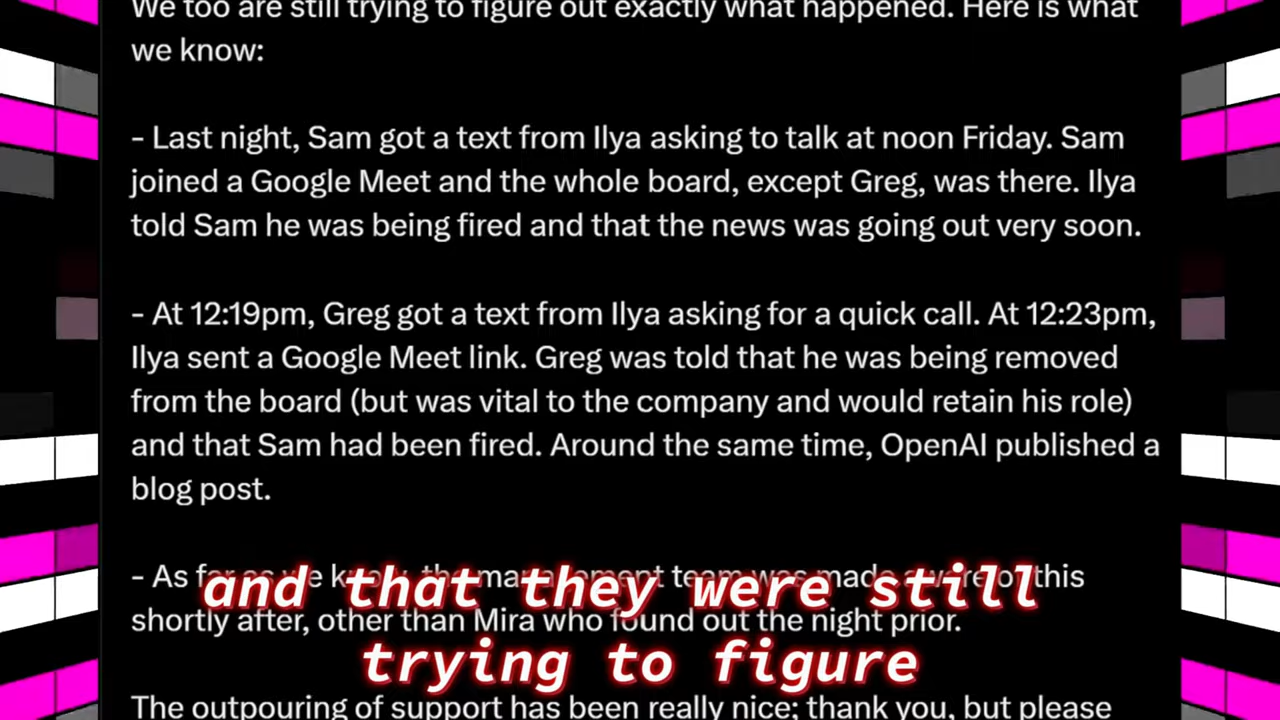 We too are still trying to figure out exactly what happened. Here is what
we know:
- Last night, Sam got a text from Ilya asking to talk at noon Friday. Sam
joined a Google Meet and the whole board, except Greg, was there. Ilya
told Sam he was being fired and that the news was going out very soon.
- At 12:19pm, Greg got a text from Ilya asking for a quick call. At 12:23pm,
Ilya sent a Google Meet link. Greg was told that he was being removed
from the board (but was vital to the company and would retain his role)
and that Sam had been fired. Around the same time, OpenAI published a
blog post.
- As far as we know, the management team was made aware of this
shortly after, other than Mira who found out the night prior.
The outpouring of support has been really nice; thank you, but please
and that they were still
trying to figure